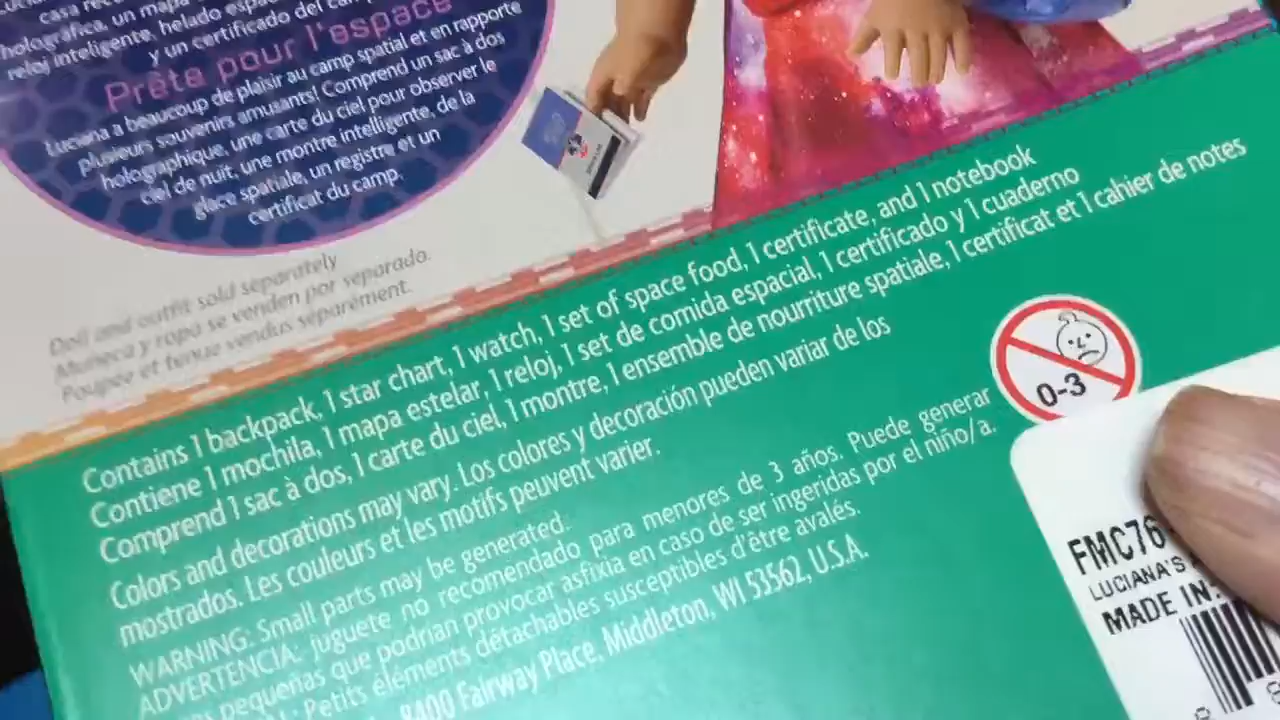 casa
holográfica, un mapa
reloj inteligente, helado
y un certificado del
Prête pour l'espace
Luciana a beaucoup de plaisir au camp spatial et en rapporte
plusieurs souvenirs amusants! Comprend un sac à dos
holographique, une carte du ciel pour observer le
ciel de nuit, une montre intelligente, de la
glace spatiale, un registre et un
certificat du camp.
Doll and outfit sold separately
Muñeca y ropa se venden por separado.
Poupée et tenue vendus séparément.
Contains 1 backpack, 1 star chart, 1 watch, 1 set of space food, 1 certificate, and 1 notebook
Contiene 1 mochila, 1 mapa estelar, 1 reloj, 1 set de comida espacial, 1 certificado y 1 cuaderno
Comprend 1 sac à dos, 1 carte du ciel, 1 montre, 1 ensemble de nourriture spatiale, 1 certificat et 1 cahier de notes
Colors and decorations may vary. Los colores y decoración pueden variar de los
mostrados. Les couleurs et les motifs peuvent varier.
WARNING: Small parts may be generated.
ADVERTENCIA: juguete no recomendado para menores de 3 años. Puede generar
pequeñas que podrían provocar asfixia en caso de ser ingeridas por el niño/a.
: Petits éléments détachables susceptibles d'être avalés.
8400 Fairway Place, Middleton, WI 53562, U.S.A.
0-3
FMC76
LUCIANA'S
MADE IN